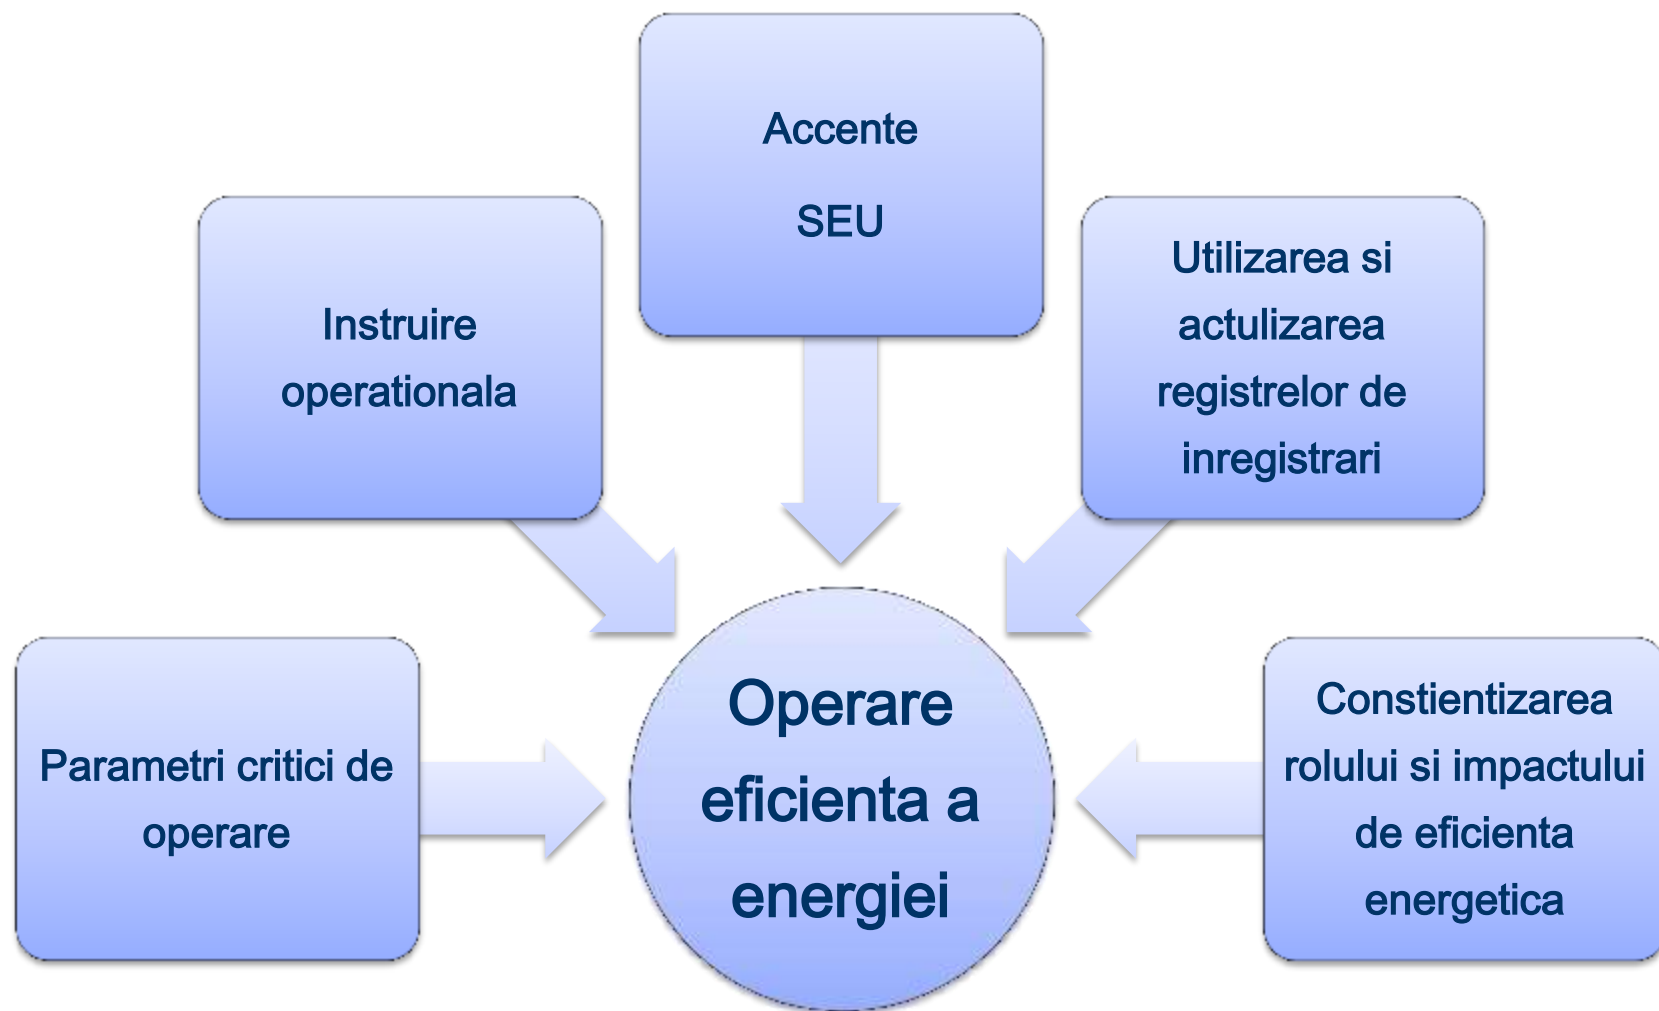 Accente
SEU
Instruire
operationala
Utilizarea si
actulizarea
registrelor de
inregistrari
Parametri critici de
operare
Operare
eficienta a
energiei
Constientizarea
rolului si impactului
de eficienta
energetica